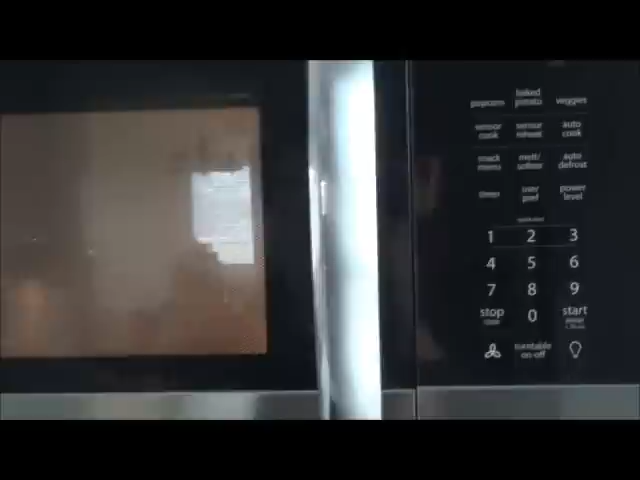 popcorn baked potato veggies
sensor cook sensor reheat auto cook
snack menu melt/ soften auto defrost
timer user pref power level
1 2 3
4 5 6
7 8 9
stop 0 start
turntable on·off